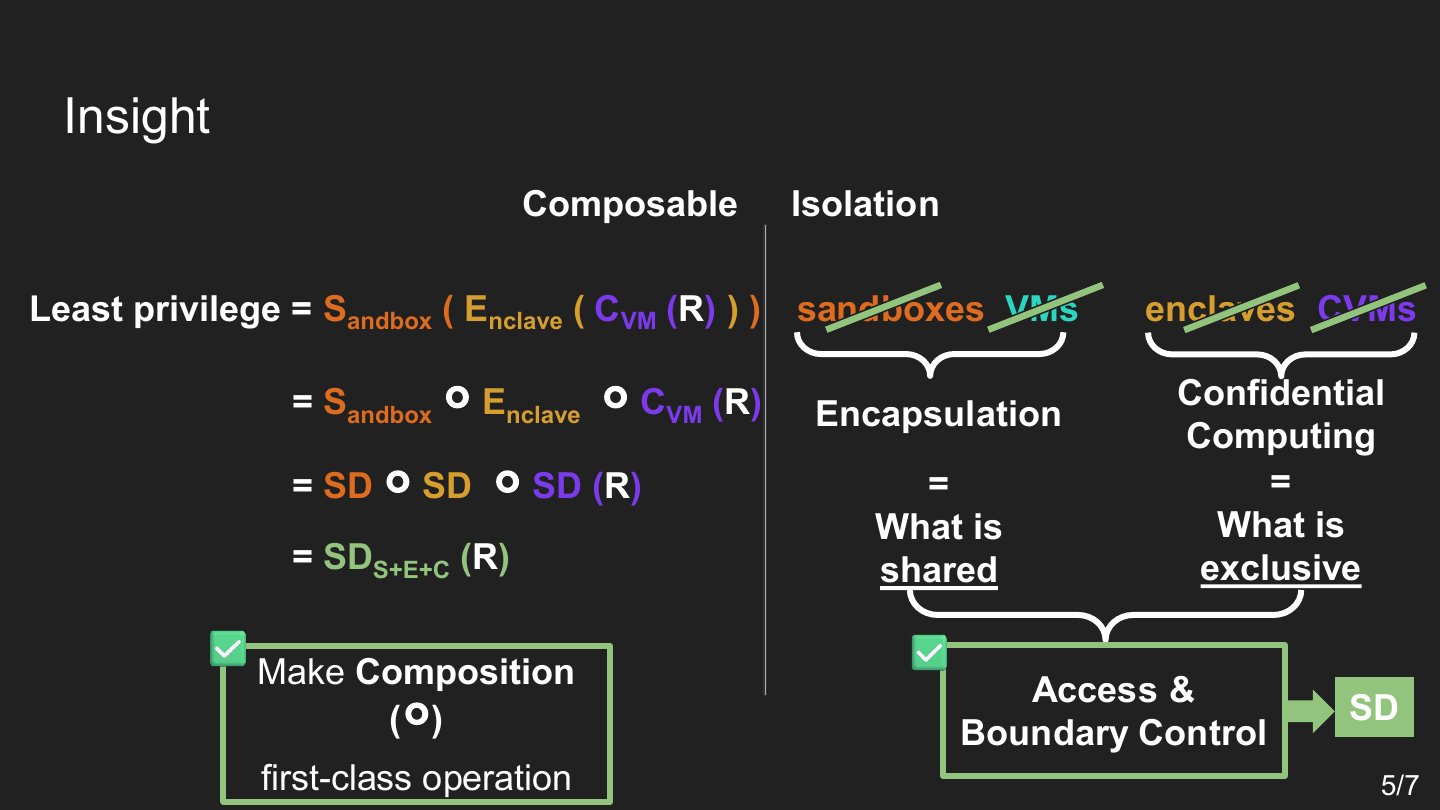 Insight
Composable Isolation
Least privilege = Sandbox ( Enclave ( CVM (R) ) )
= Sandbox ∘ Enclave ∘ CVM (R)
= SD ∘ SD ∘ SD (R)
= SDS+E+C (R)
Make Composition
(∘)
first-class operation
sandboxes VMs
Encapsulation
=
What is
shared
enclaves CVMs
Confidential
Computing
=
What is
exclusive
Access &
Boundary Control
SD
5/7